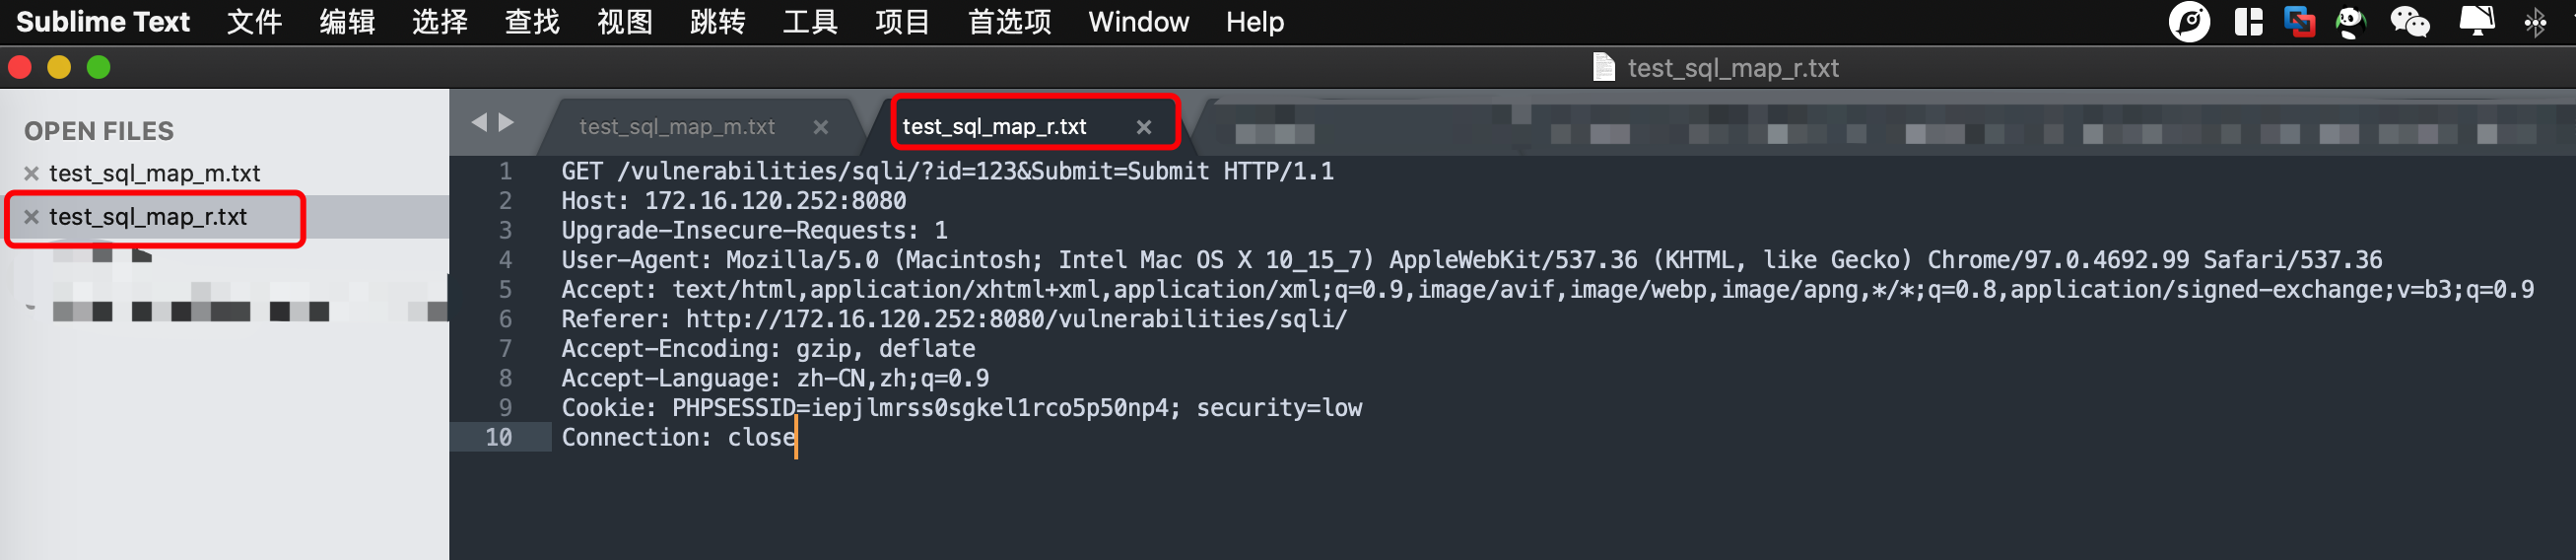 Sublime Text 文件 编辑 选择 查找 视图 跳转 工具 项目 首选项 Window Help
test_sql_map_r.txt
OPEN FILES
test_sql_map_m.txt
test_sql_map_r.txt
test_sql_map_m.txt test_sql_map_r.txt
1 GET /vulnerabilities/sqli/?id=123&Submit=Submit HTTP/1.1
2 Host: 172.16.120.252:8080
3 Upgrade-Insecure-Requests: 1
4 User-Agent: Mozilla/5.0 (Macintosh; Intel Mac OS X 10_15_7) AppleWebKit/537.36 (KHTML, like Gecko) Chrome/97.0.4692.99 Safari/537.36
5 Accept: text/html,application/xhtml+xml,application/xml;q=0.9,image/avif,image/webp,image/apng,*/*;q=0.8,application/signed-exchange;v=b3;q=0.9
6 Referer: http://172.16.120.252:8080/vulnerabilities/sqli/
7 Accept-Encoding: gzip, deflate
8 Accept-Language: zh-CN,zh;q=0.9
9 Cookie: PHPSESSID=iepjlmrss0sgkel1rco5p50np4; security=low
10 Connection: close